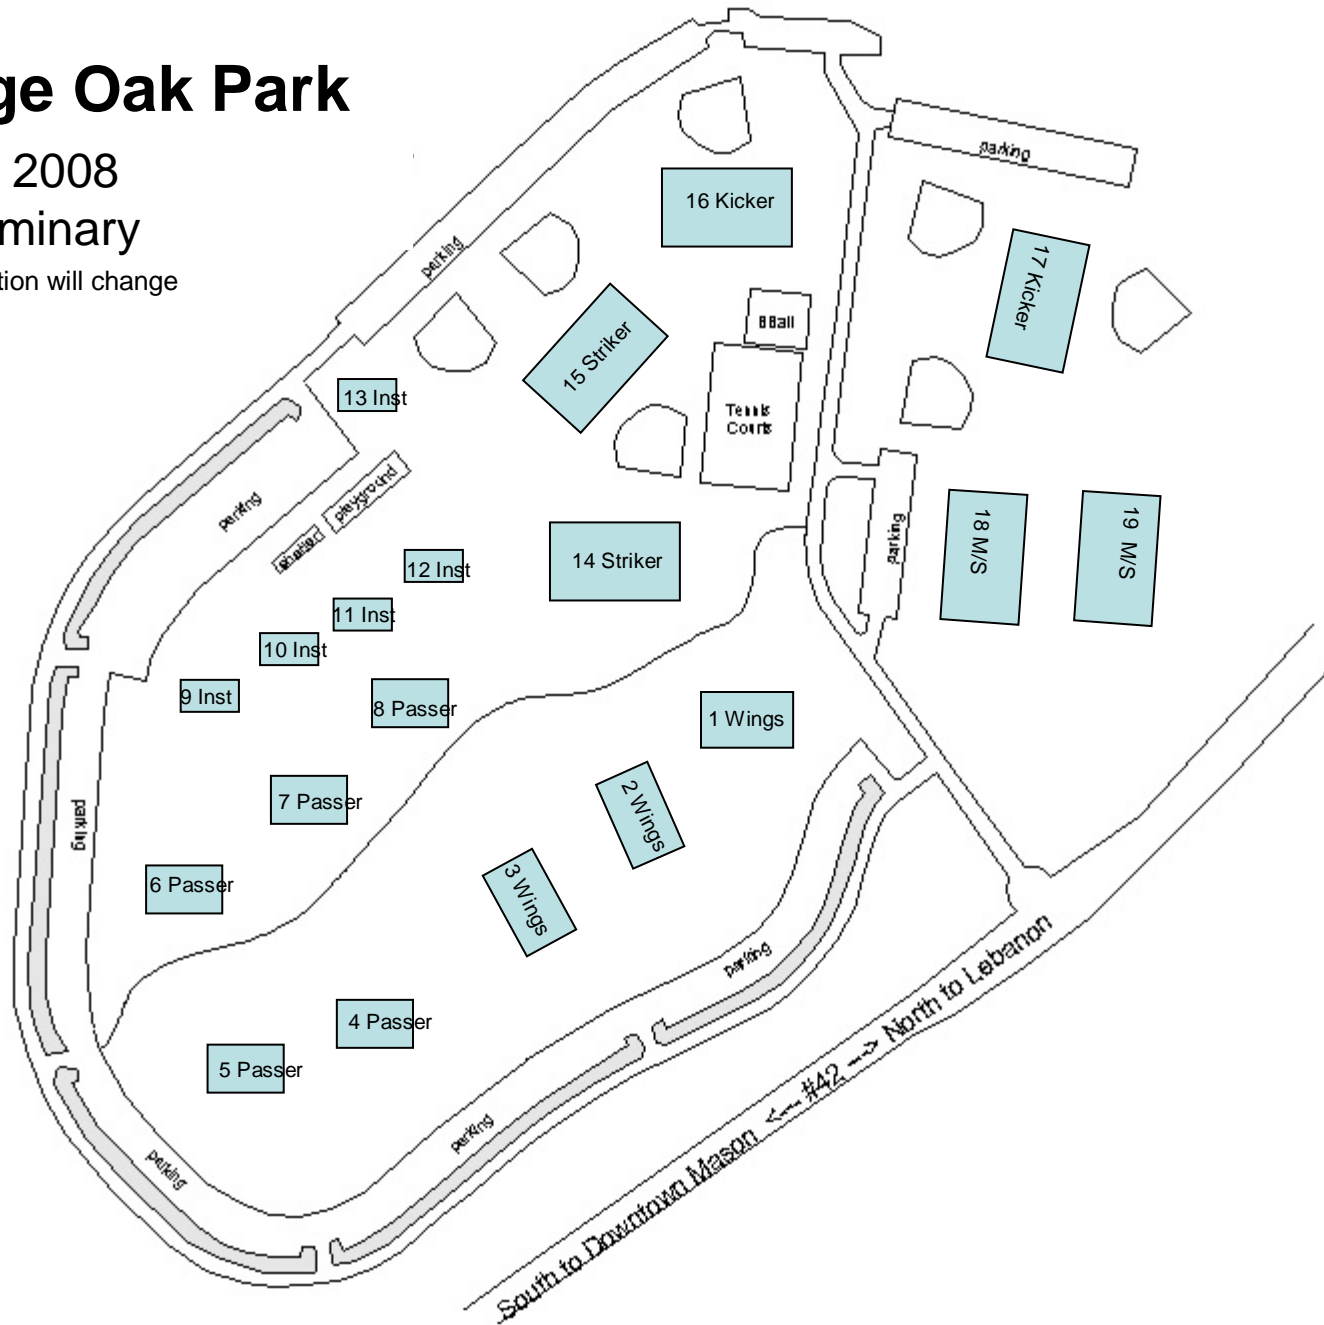 ge Oak Park
2008
minary
tion will change
parking
16 Kicker
parking
17 Kicker
BBall
15 Striker
13 Inst
Tennis
Courts
parking
playground
shelter
parking
18 M/S
19 M/S
14 Striker
12 Inst
11 Inst
10 Inst
9 Inst
8 Passer
1 Wings
7 Passer
2 Wings
parking
6 Passer
3 Wings
parking
4 Passer
5 Passer
parking
parking
South to Downtown Mason <--- #42 --> North to Lebanon